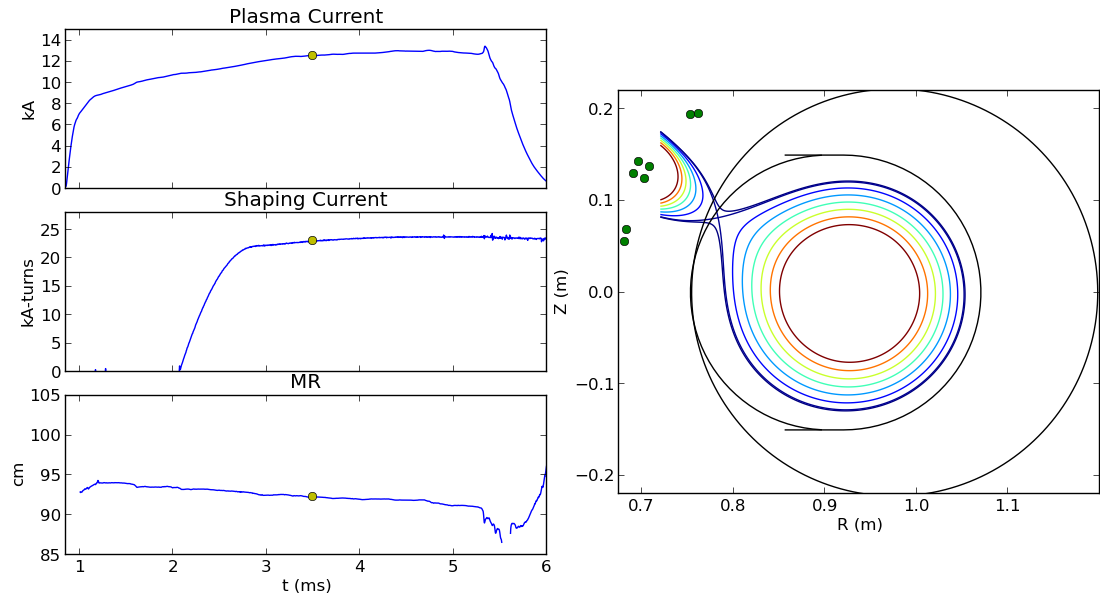 Plasma Current
14
12
10
8
6
4
2
0
kA
Shaping Current
25
20
15
10
5
0
kA-turns
MR
105
100
95
90
85
cm
1 2 3 4 5 6
t (ms)
0.2
0.1
0.0
−0.1
−0.2
Z (m)
0.7 0.8 0.9 1.0 1.1
R (m)